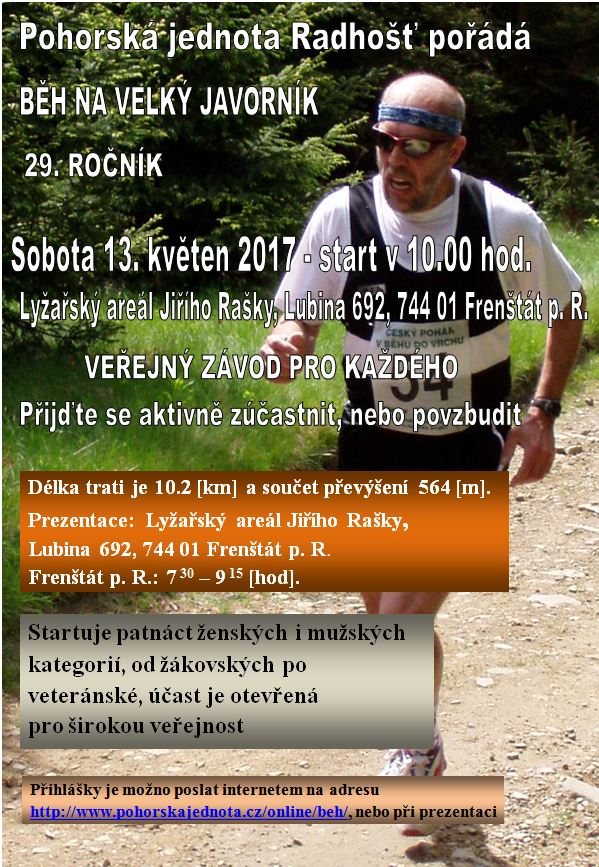 Pohorská jednota Radhošť pořádá
BĚH NA VELKÝ JAVORNÍK
29. ROČNÍK
Sobota 13. květen 2017 - start v 10.00 hod.
Lyžařský areál Jiřího Rašky, Lubina 692, 744 01 Frenštát p. R.
ČESKÝ POHÁR
V BĚHU DO VRCHU
VEŘEJNÝ ZÁVOD PRO KAŽDÉHO
54
Přijďte se aktivně zúčastnit, nebo povzbudit
Délka trati je 10.2 [km] a součet převýšení 564 [m].
Prezentace: Lyžařský areál Jiřího Rašky,
Lubina 692, 744 01 Frenštát p. R.
Frenštát p. R.: 7 30 – 9 15 [hod].
Startuje patnáct ženských i mužských
kategorií, od žákovských po
veteránské, účast je otevřená
pro širokou veřejnost
Přihlášky je možno poslat internetem na adresu
http://www.pohorskajednota.cz/online/beh/, nebo při prezentaci